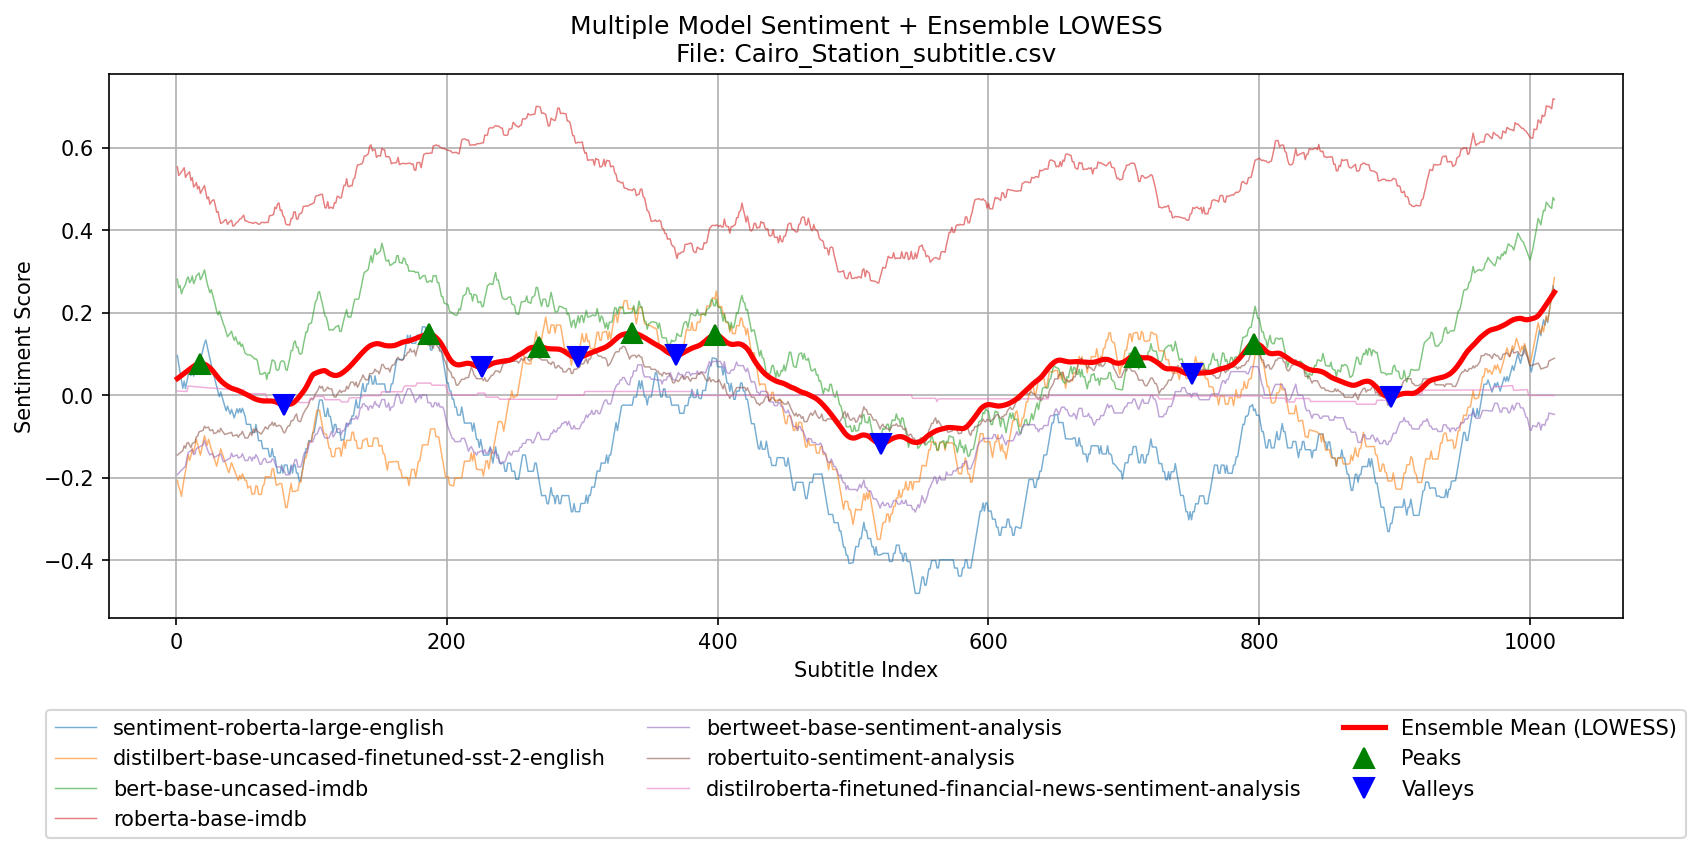 Multiple Model Sentiment + Ensemble LOWESS
File: Cairo_Station_subtitle.csv
Sentiment Score
0.6
0.4
0.2
0.0
−0.2
−0.4
0 200 400 600 800 1000
Subtitle Index
sentiment-roberta-large-english
distilbert-base-uncased-finetuned-sst-2-english
bert-base-uncased-imdb
roberta-base-imdb
bertweet-base-sentiment-analysis
robertuito-sentiment-analysis
distilroberta-finetuned-financial-news-sentiment-analysis
Ensemble Mean (LOWESS)
Peaks
Valleys